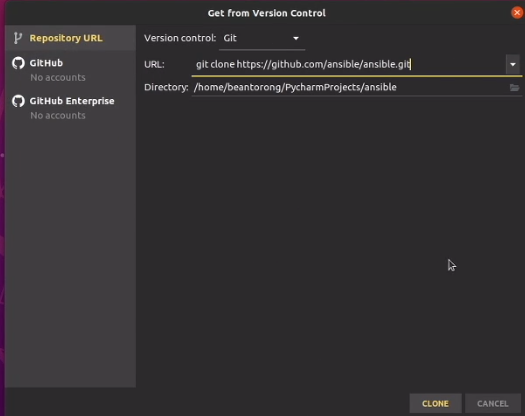 Get from Version Control
Repository URL
GitHub
No accounts
GitHub Enterprise
No accounts
Version control: Git
URL: git clone https://github.com/ansible/ansible.git
Directory: /home/beantorong/PycharmProjects/ansible
CLONE CANCEL